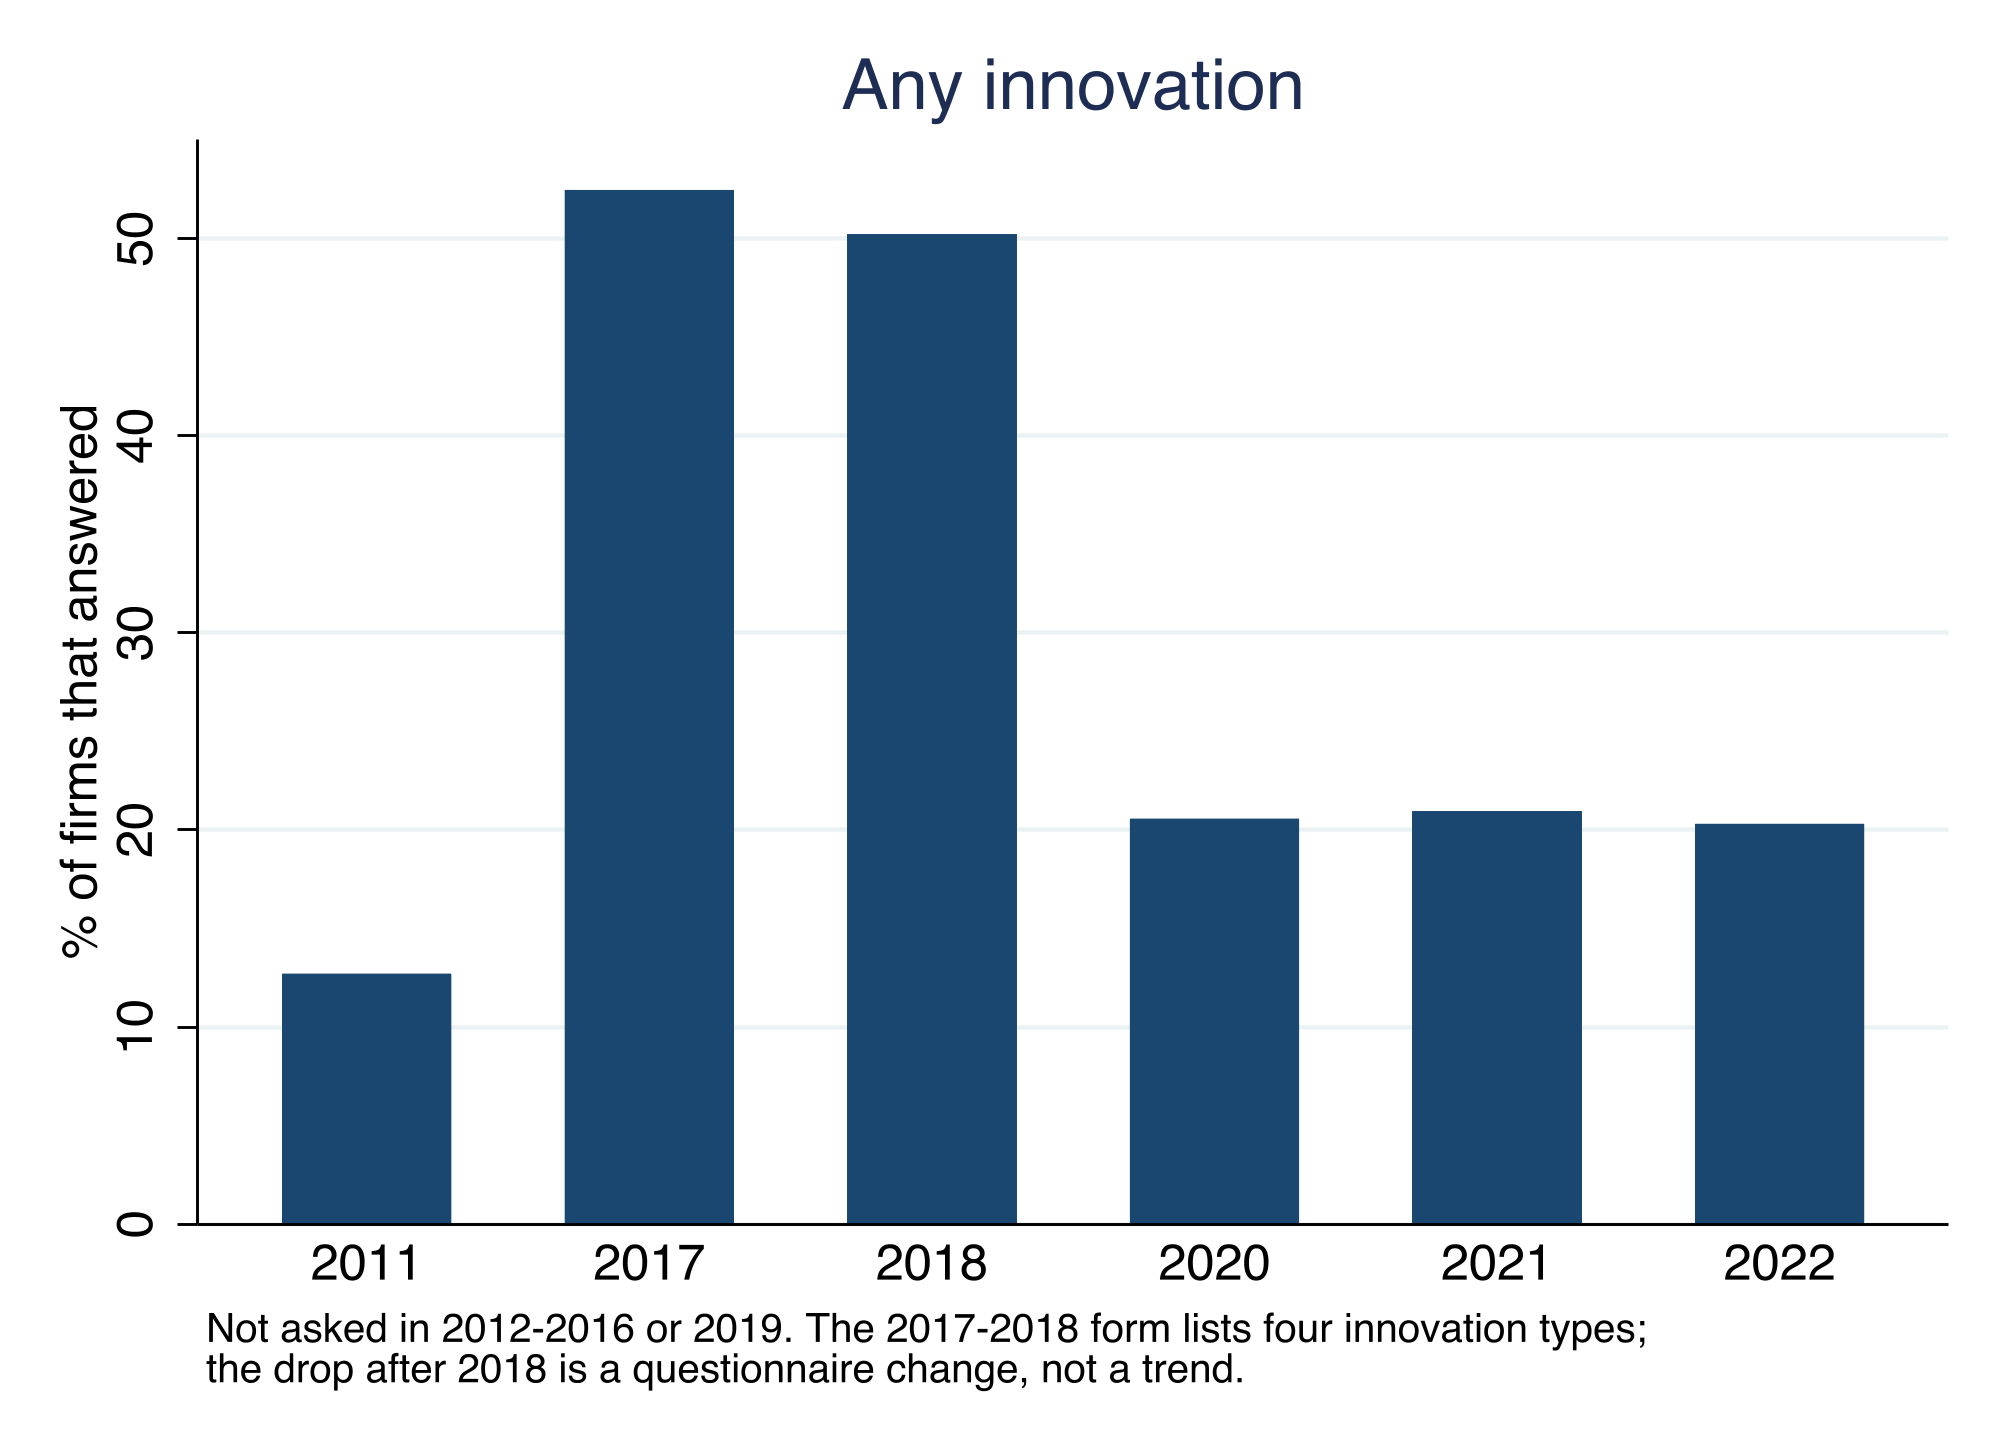 Any innovation
% of firms that answered
50
40
30
20
10
0
2011 2017 2018 2020 2021 2022
Not asked in 2012-2016 or 2019. The 2017-2018 form lists four innovation types;
the drop after 2018 is a questionnaire change, not a trend.